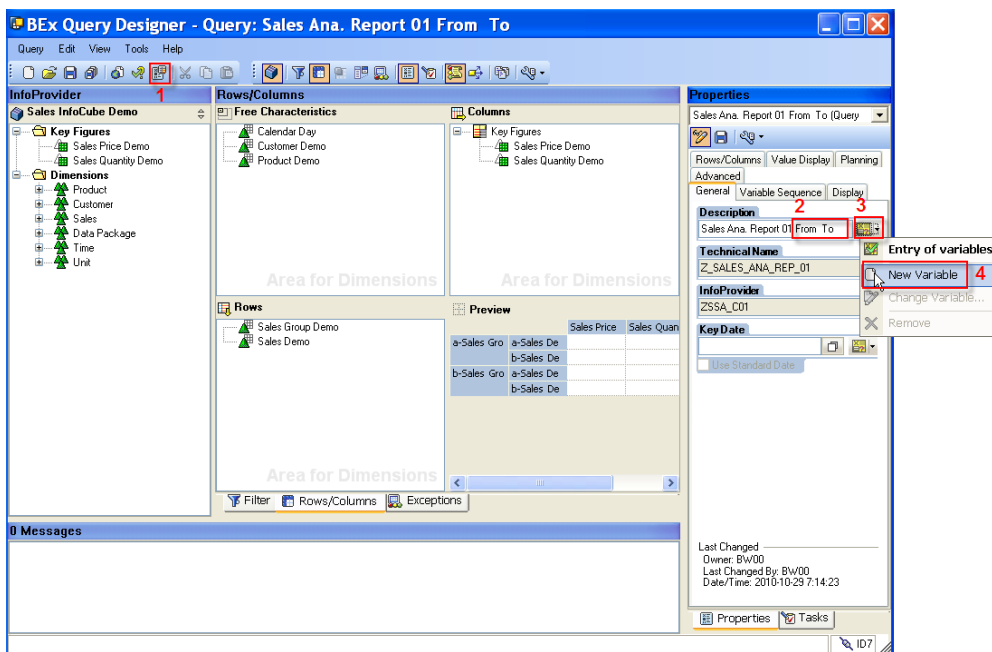 BEx Query Designer - Query: Sales Ana. Report 01 From To
Query Edit View Tools Help
1
InfoProvider
Sales InfoCube Demo
Key Figures
Sales Price Demo
Sales Quantity Demo
Dimensions
Product
Customer
Sales
Data Package
Time
Unit
Rows/Columns
Free Characteristics
Calendar Day
Customer Demo
Product Demo
Area for Dimensions
Columns
Key Figures
Sales Price Demo
Sales Quantity Demo
Area for Dimensions
Rows
Sales Group Demo
Sales Demo
Area for Dimensions
Preview
Sales Price Sales Quan
a-Sales Gro a-Sales De
b-Sales De
b-Sales Gro a-Sales De
b-Sales De
Filter Rows/Columns Exceptions
Properties
Sales Ana. Report 01 From To (Query
Rows/Columns Value Display Planning
Advanced
General Variable Sequence Display
2 3
Description
Sales Ana. Report 01 From To
Entry of variables
New Variable 4
Change Variable...
Remove
Technical Name
Z_SALES_ANA_REP_01
InfoProvider
ZSSA_C01
Key Date
Use Standard Date
Last Changed
Owner: BW00
Last Changed By: BW00
Date/Time: 2010-10-29 7:14:23
Properties Tasks
0 Messages
ID7